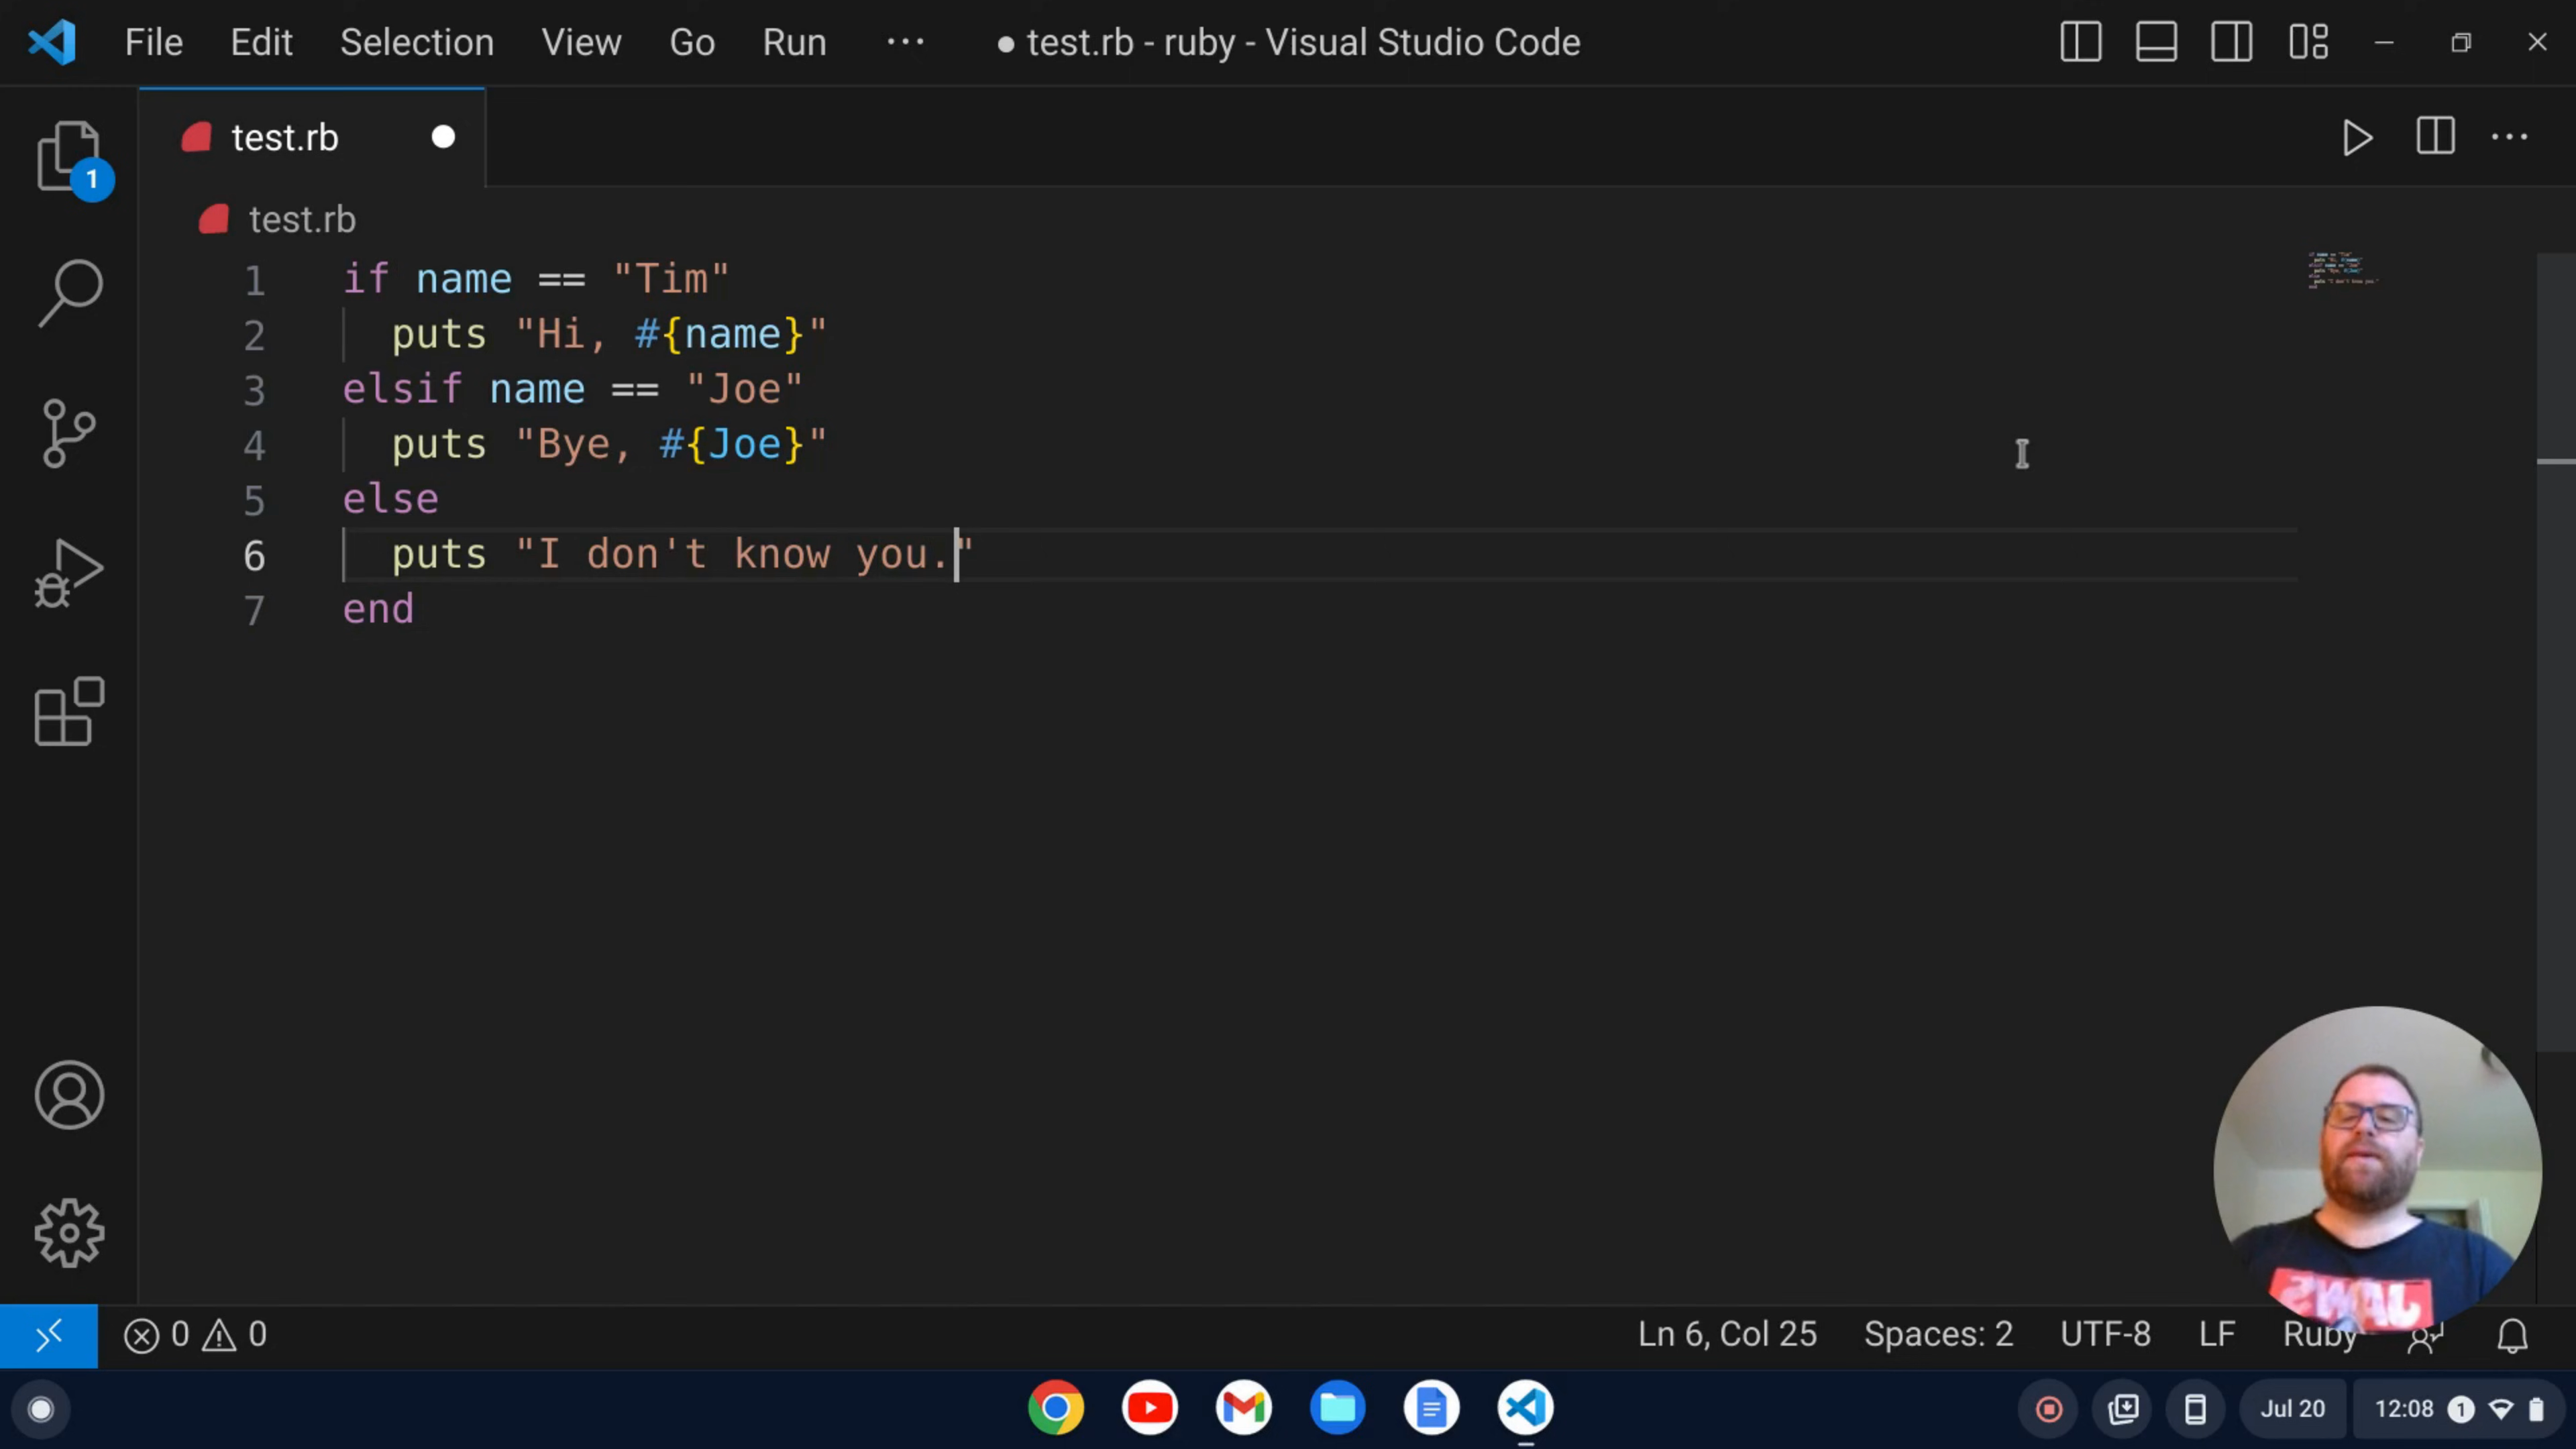 File Edit Selection View Go Run ··· ● test.rb - ruby - Visual Studio Code
test.rb
1
test.rb
1 if name == "Tim"
2 puts "Hi, #{name}"
3 elsif name == "Joe"
4 puts "Bye, #{Joe}"
5 else
6 puts "I don't know you."
7 end
JAWS
0 0 Ln 6, Col 25 Spaces: 2 UTF-8 LF Ruby
Jul 20 12:08 1